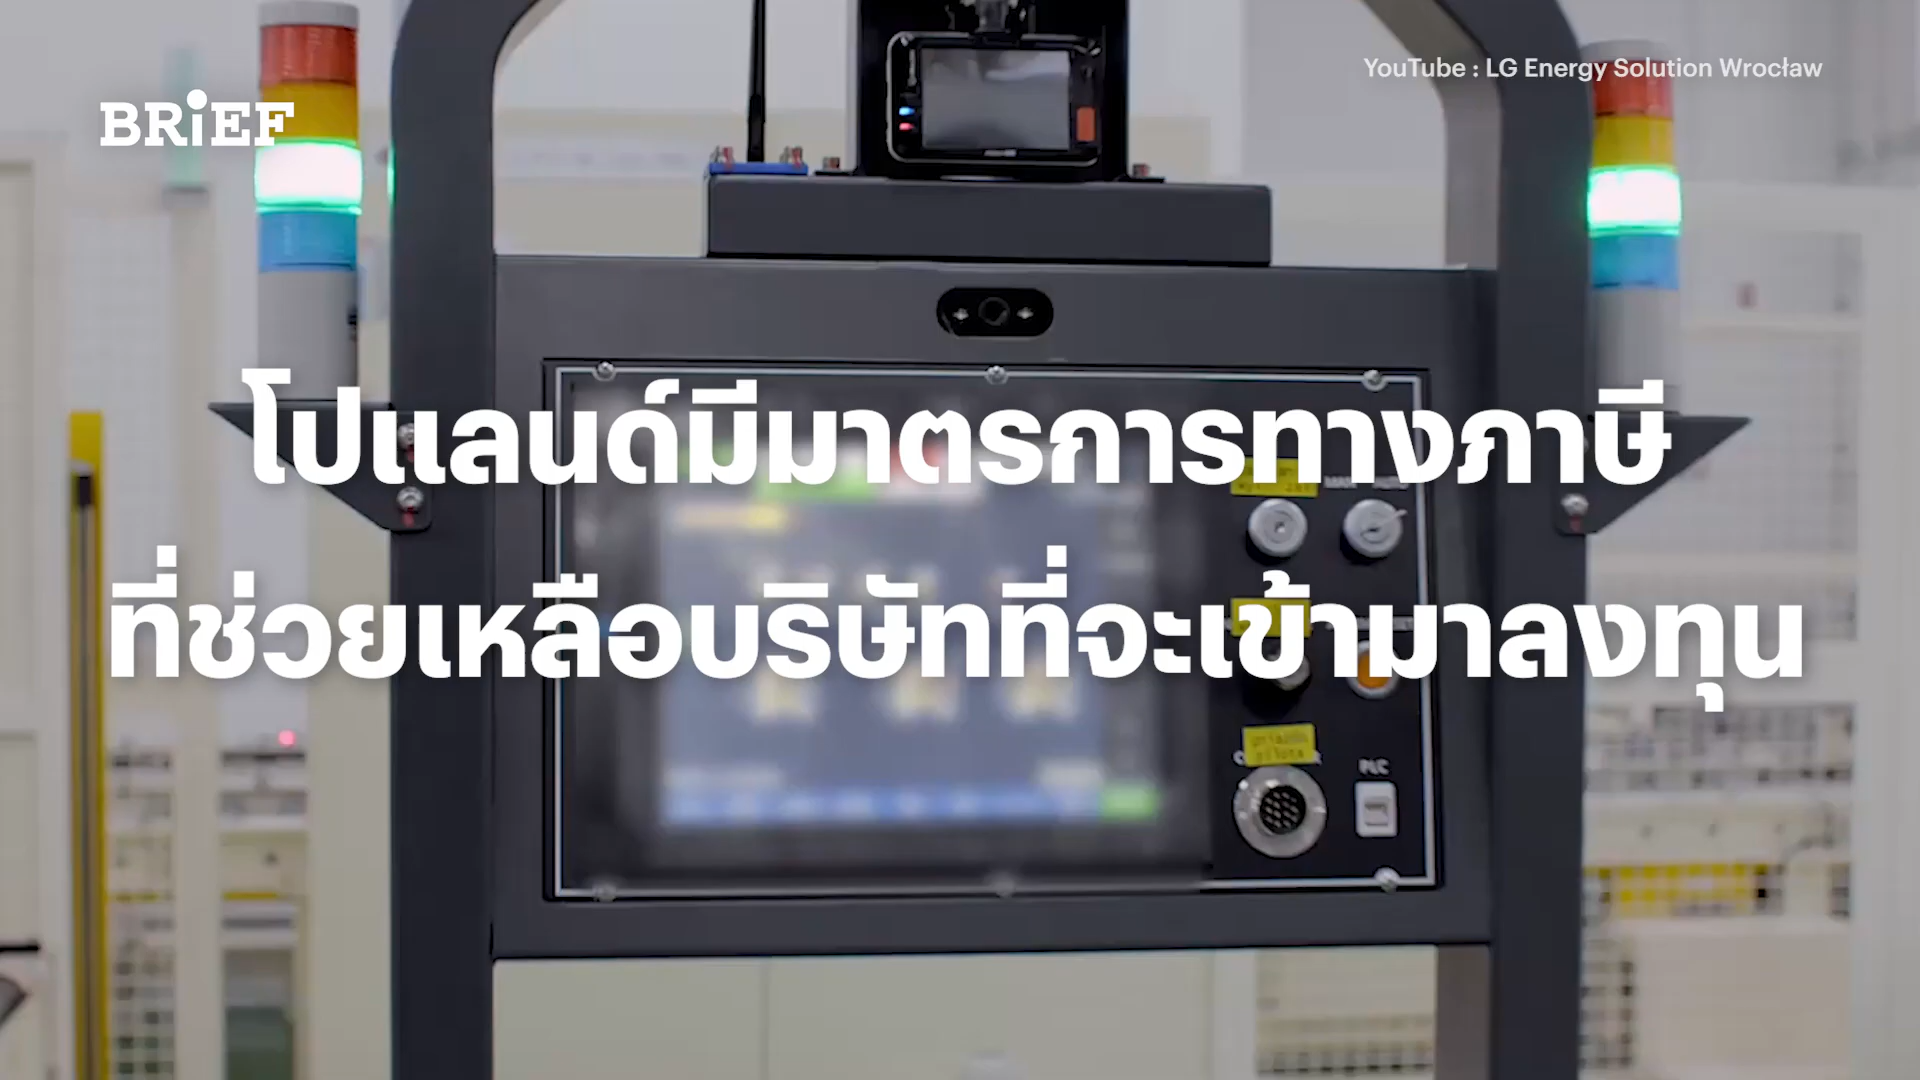 YouTube : LG Energy Solution Wrocław
BRiEF
โปแลนด์มีมาตรการทางภาษี
ที่ช่วยเหลือบริษัทที่จะเข้ามาลงทุน
PLC